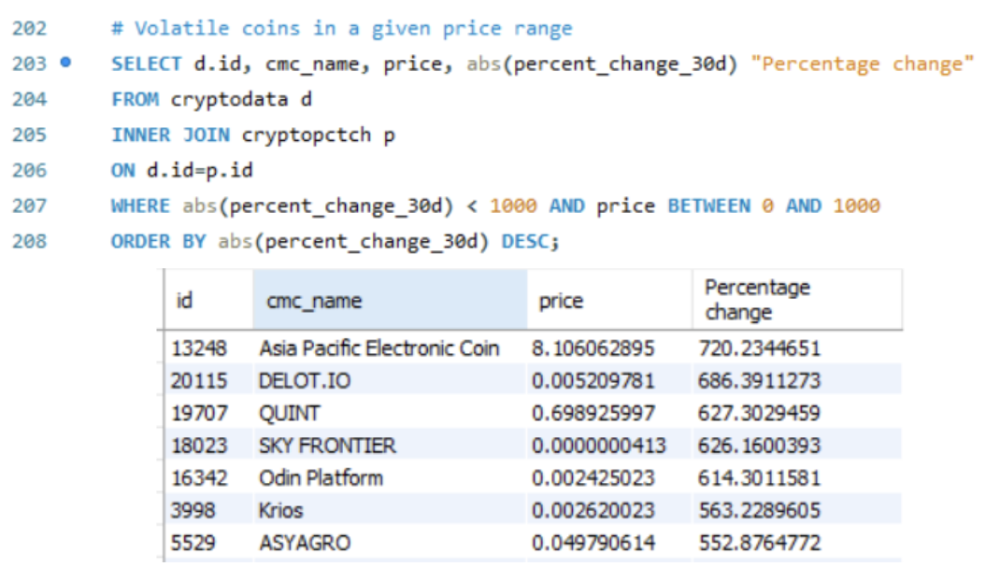 202 # Volatile coins in a given price range
203 SELECT d.id, cmc_name, price, abs(percent_change_30d) "Percentage change"
204 FROM cryptodata d
205 INNER JOIN cryptopctch p
206 ON d.id=p.id
207 WHERE abs(percent_change_30d) < 1000 AND price BETWEEN 0 AND 1000
208 ORDER BY abs(percent_change_30d) DESC;
id cmc_name price Percentage
change
13248 Asia Pacific Electronic Coin 8.106062895 720.2344651
20115 DELOT.IO 0.005209781 686.3911273
19707 QUINT 0.698925997 627.3029459
18023 SKY FRONTIER 0.0000000413 626.1600393
16342 Odin Platform 0.002425023 614.3011581
3998 Krios 0.002620023 563.2289605
5529 ASYAGRO 0.049790614 552.8764772